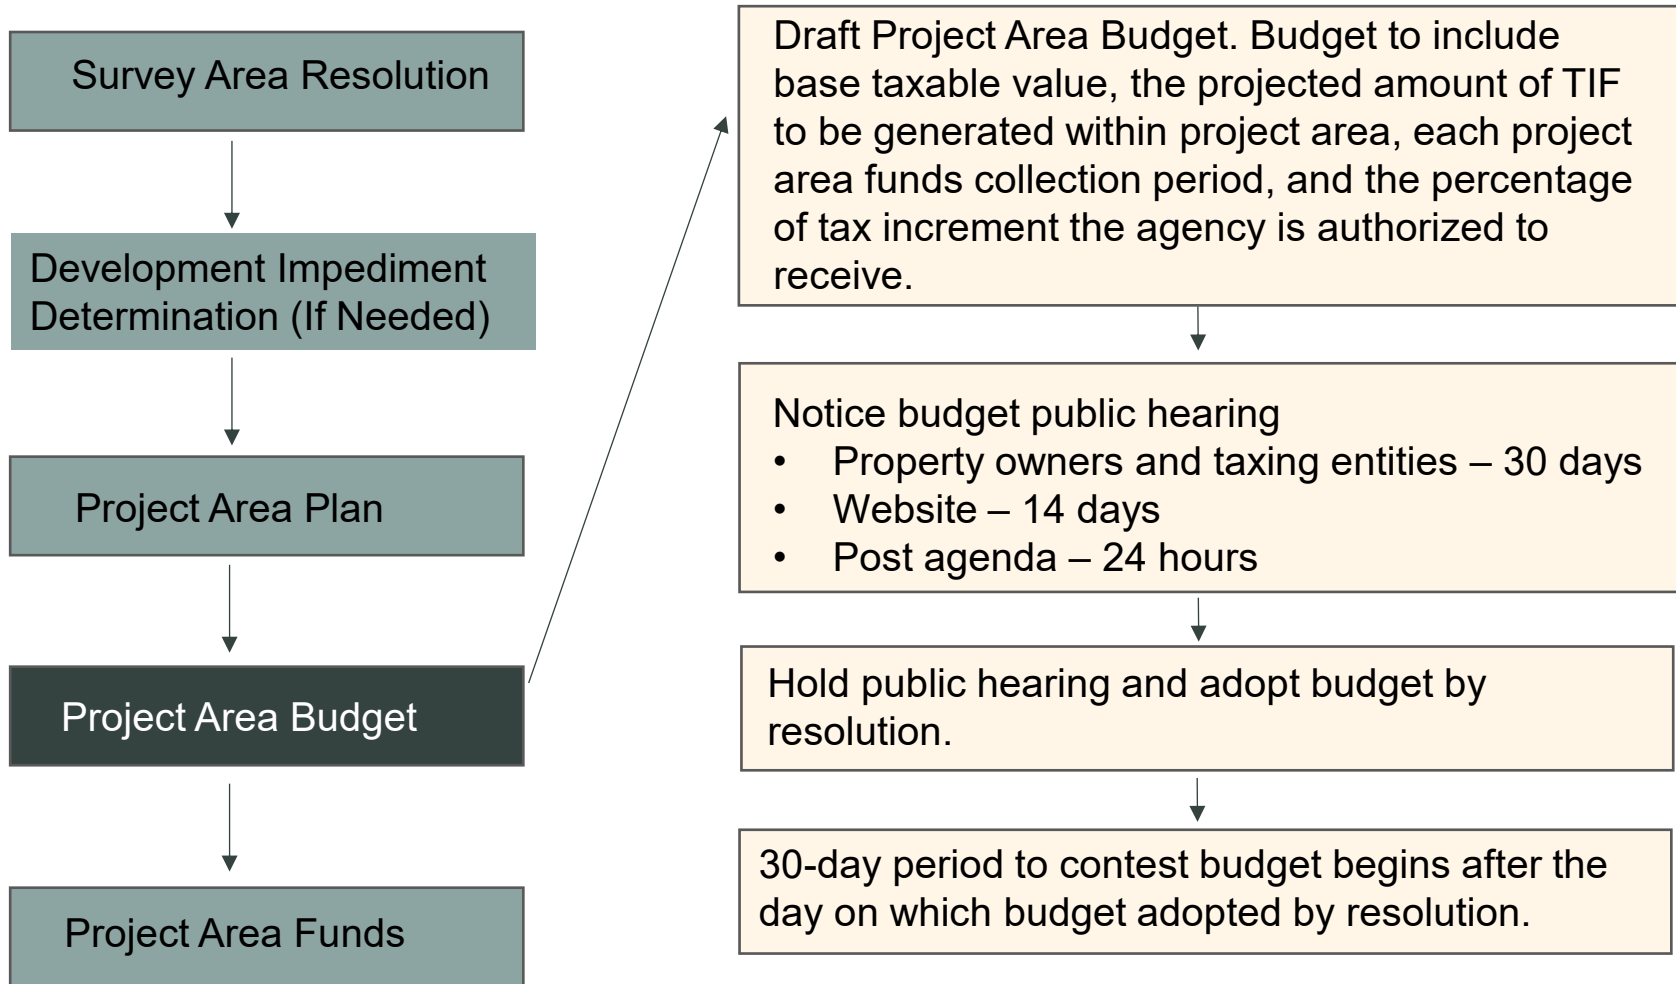 Survey Area Resolution
Development Impediment
Determination (If Needed)
Project Area Plan
Project Area Budget
Project Area Funds
Draft Project Area Budget. Budget to include
base taxable value, the projected amount of TIF
to be generated within project area, each project
area funds collection period, and the percentage
of tax increment the agency is authorized to
receive.
Notice budget public hearing
• Property owners and taxing entities – 30 days
• Website – 14 days
• Post agenda – 24 hours
Hold public hearing and adopt budget by
resolution.
30-day period to contest budget begins after the
day on which budget adopted by resolution.